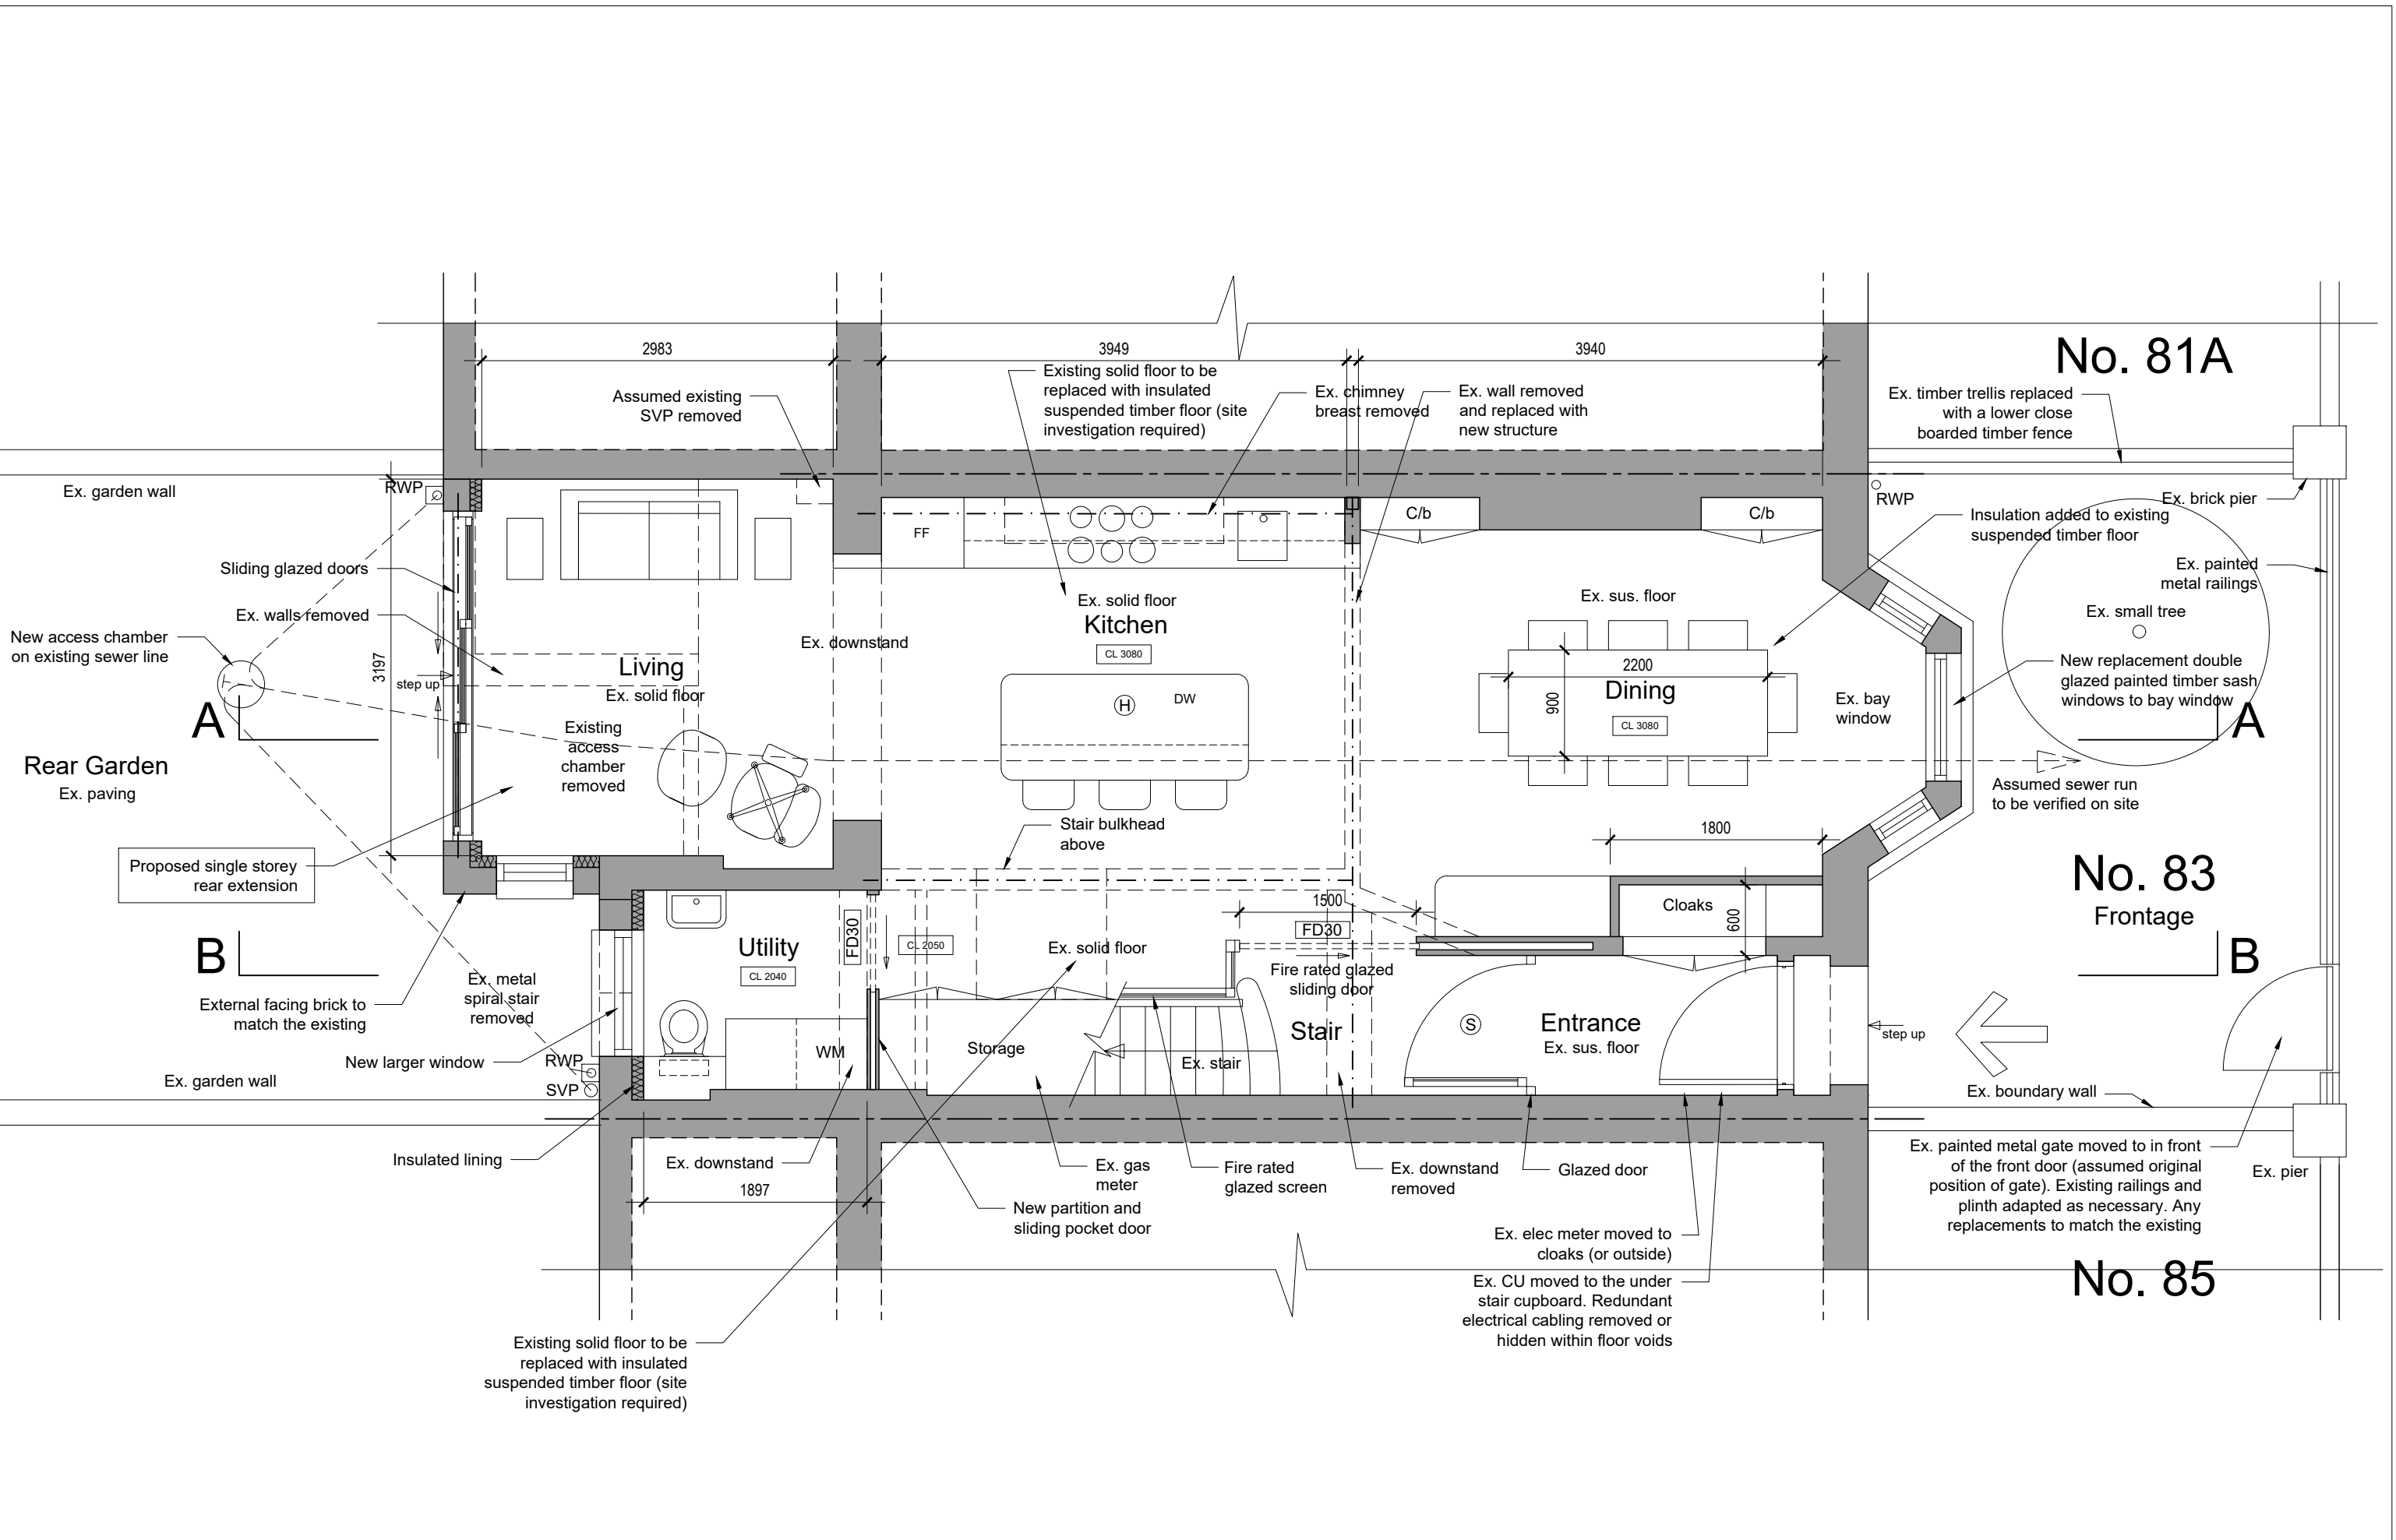 No. 81A
2983
3949
3940
Existing solid floor to be
replaced with insulated
suspended timber floor (site
investigation required)
Assumed existing
SVP removed
Ex. chimney
breast removed
Ex. wall removed
and replaced with
new structure
Ex. timber trellis replaced
with a lower close
boarded timber fence
Ex. garden wall
RWP
RWP
Ex. brick pier
FF
C/b
C/b
Insulation added to existing
suspended timber floor
Sliding glazed doors
Ex. walls removed
New access chamber
on existing sewer line
Ex. painted
metal railings
Ex. small tree
Ex. solid floor
Kitchen
CL 3080
Ex. sus. floor
Ex. downstand
3197
step up
Living
Ex. solid floor
2200
900
Dining
CL 3080
H
DW
Ex. bay
window
New replacement double
glazed painted timber sash
windows to bay window
A
A
Existing
access
chamber
removed
Rear Garden
Ex. paving
Assumed sewer run
to be verified on site
Stair bulkhead
above
1800
Proposed single storey
rear extension
No. 83
Frontage
Cloaks
600
1500
FD30
FD30
Utility
CL 2040
CL 2050
Ex. solid floor
B
B
Fire rated glazed
sliding door
Ex. metal
spiral stair
removed
External facing brick to
match the existing
New larger window
RWP
SVP
Ex. garden wall
WM
Storage
Ex. stair
Stair
S
Entrance
Ex. sus. floor
step up
Ex. boundary wall
Insulated lining
Ex. downstand
1897
Ex. gas
meter
New partition and
sliding pocket door
Fire rated
glazed screen
Ex. downstand
removed
Glazed door
Ex. painted metal gate moved to in front
of the front door (assumed original
position of gate). Existing railings and
plinth adapted as necessary. Any
replacements to match the existing
Ex. pier
Ex. elec meter moved to
cloaks (or outside)
Ex. CU moved to the under
stair cupboard. Redundant
electrical cabling removed or
hidden within floor voids
No. 85
Existing solid floor to be
replaced with insulated
suspended timber floor (site
investigation required)